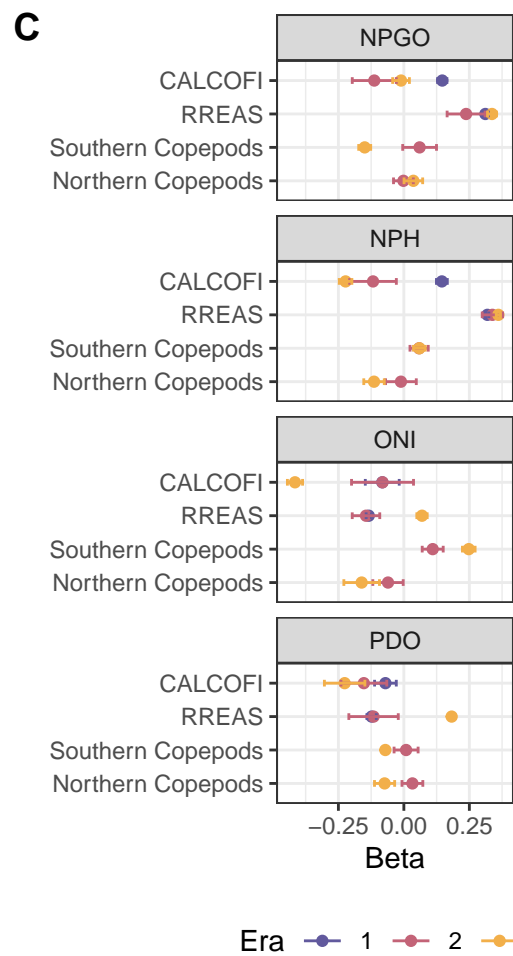 C
NPGO
CALCOFI
RREAS
Southern Copepods
Northern Copepods
NPH
CALCOFI
RREAS
Southern Copepods
Northern Copepods
ONI
CALCOFI
RREAS
Southern Copepods
Northern Copepods
PDO
CALCOFI
RREAS
Southern Copepods
Northern Copepods
−0.25 0.00 0.25
Beta
Era 1 2